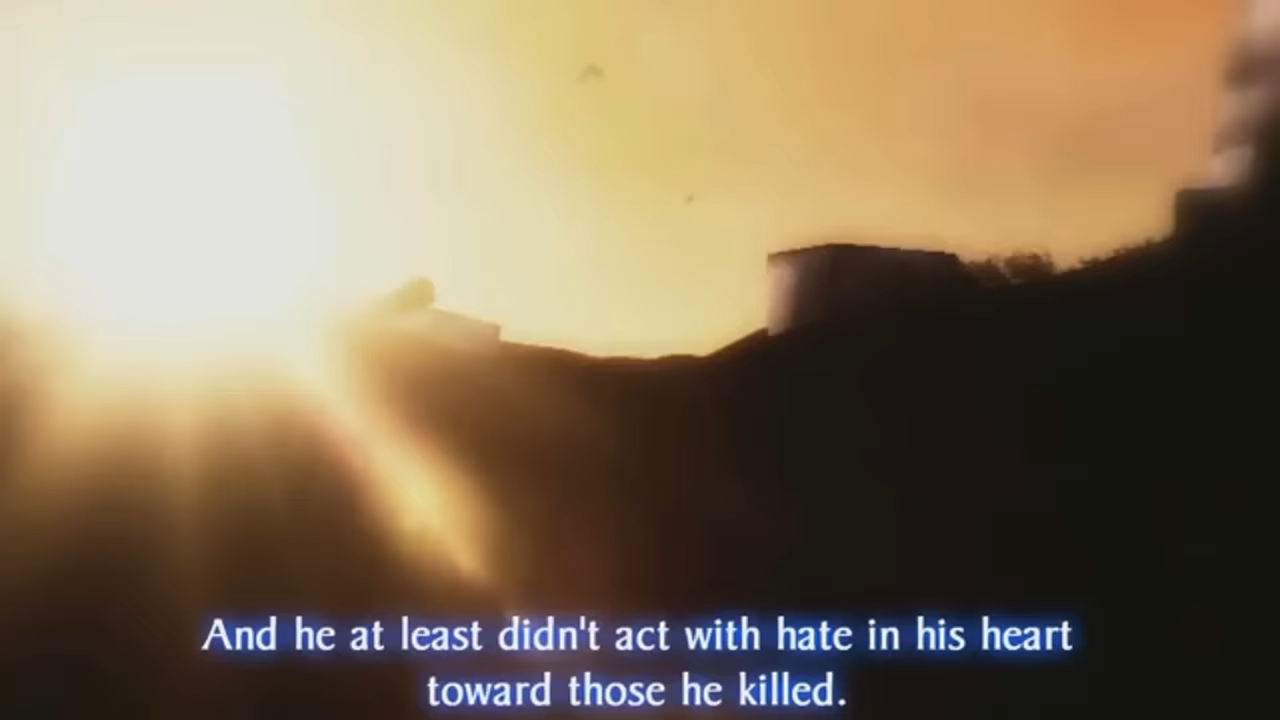 And he at least didn't act with hate in his heart
toward those he killed.